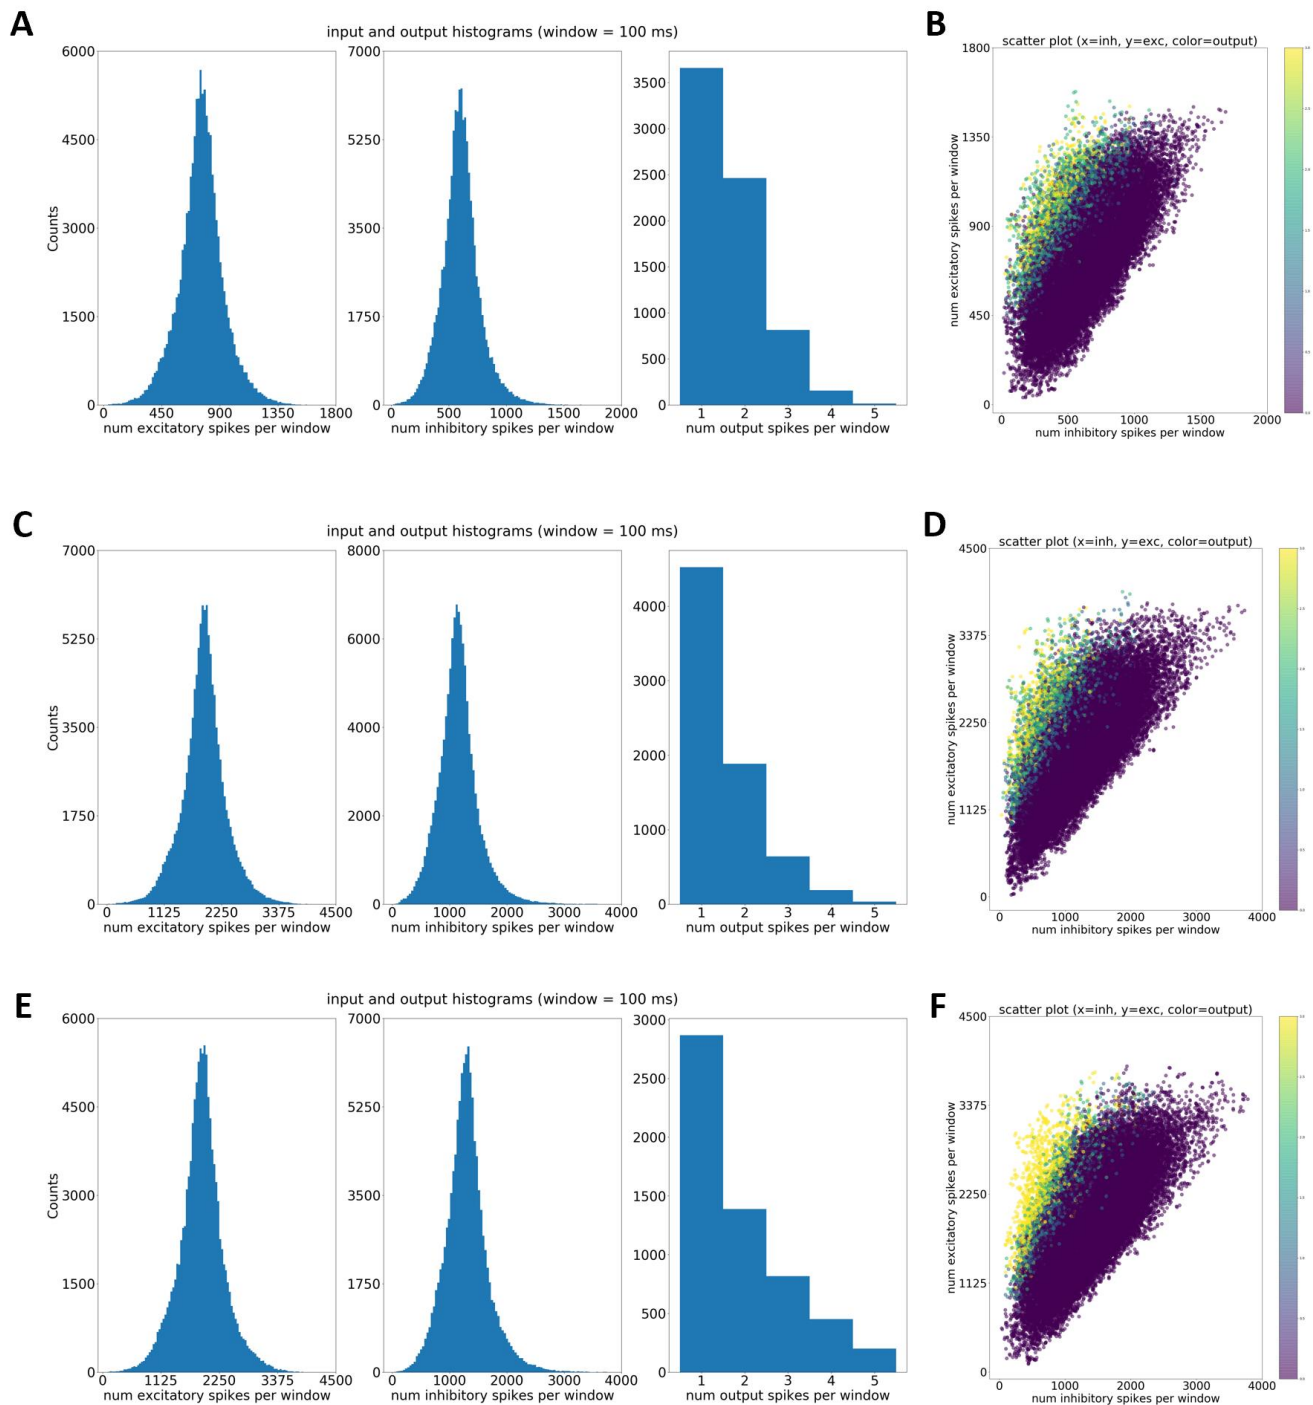 A
input and output histograms (window = 100 ms)
6000
4500
3000
1500
0
Counts
0 450 900 1350 1800
num excitatory spikes per window
7000
5250
3500
1750
0
0 500 1000 1500 2000
num inhibitory spikes per window
3500
3000
2500
2000
1500
1000
500
0
1 2 3 4 5
num output spikes per window
B
scatter plot (x=inh, y=exc, color=output)
1800
1350
900
450
0
num excitatory spikes per window
0 500 1000 1500 2000
num inhibitory spikes per window
C
input and output histograms (window = 100 ms)
7000
5250
3500
1750
0
Counts
0 1125 2250 3375 4500
num excitatory spikes per window
8000
6000
4000
2000
0
0 1000 2000 3000 4000
num inhibitory spikes per window
4000
3000
2000
1000
0
1 2 3 4 5
num output spikes per window
D
scatter plot (x=inh, y=exc, color=output)
4500
3375
2250
1125
0
num excitatory spikes per window
0 1000 2000 3000 4000
num inhibitory spikes per window
E
input and output histograms (window = 100 ms)
6000
4500
3000
1500
0
Counts
0 1125 2250 3375 4500
num excitatory spikes per window
7000
5250
3500
1750
0
0 1000 2000 3000 4000
num inhibitory spikes per window
3000
2500
2000
1500
1000
500
0
1 2 3 4 5
num output spikes per window
F
scatter plot (x=inh, y=exc, color=output)
4500
3375
2250
1125
0
num excitatory spikes per window
0 1000 2000 3000 4000
num inhibitory spikes per window